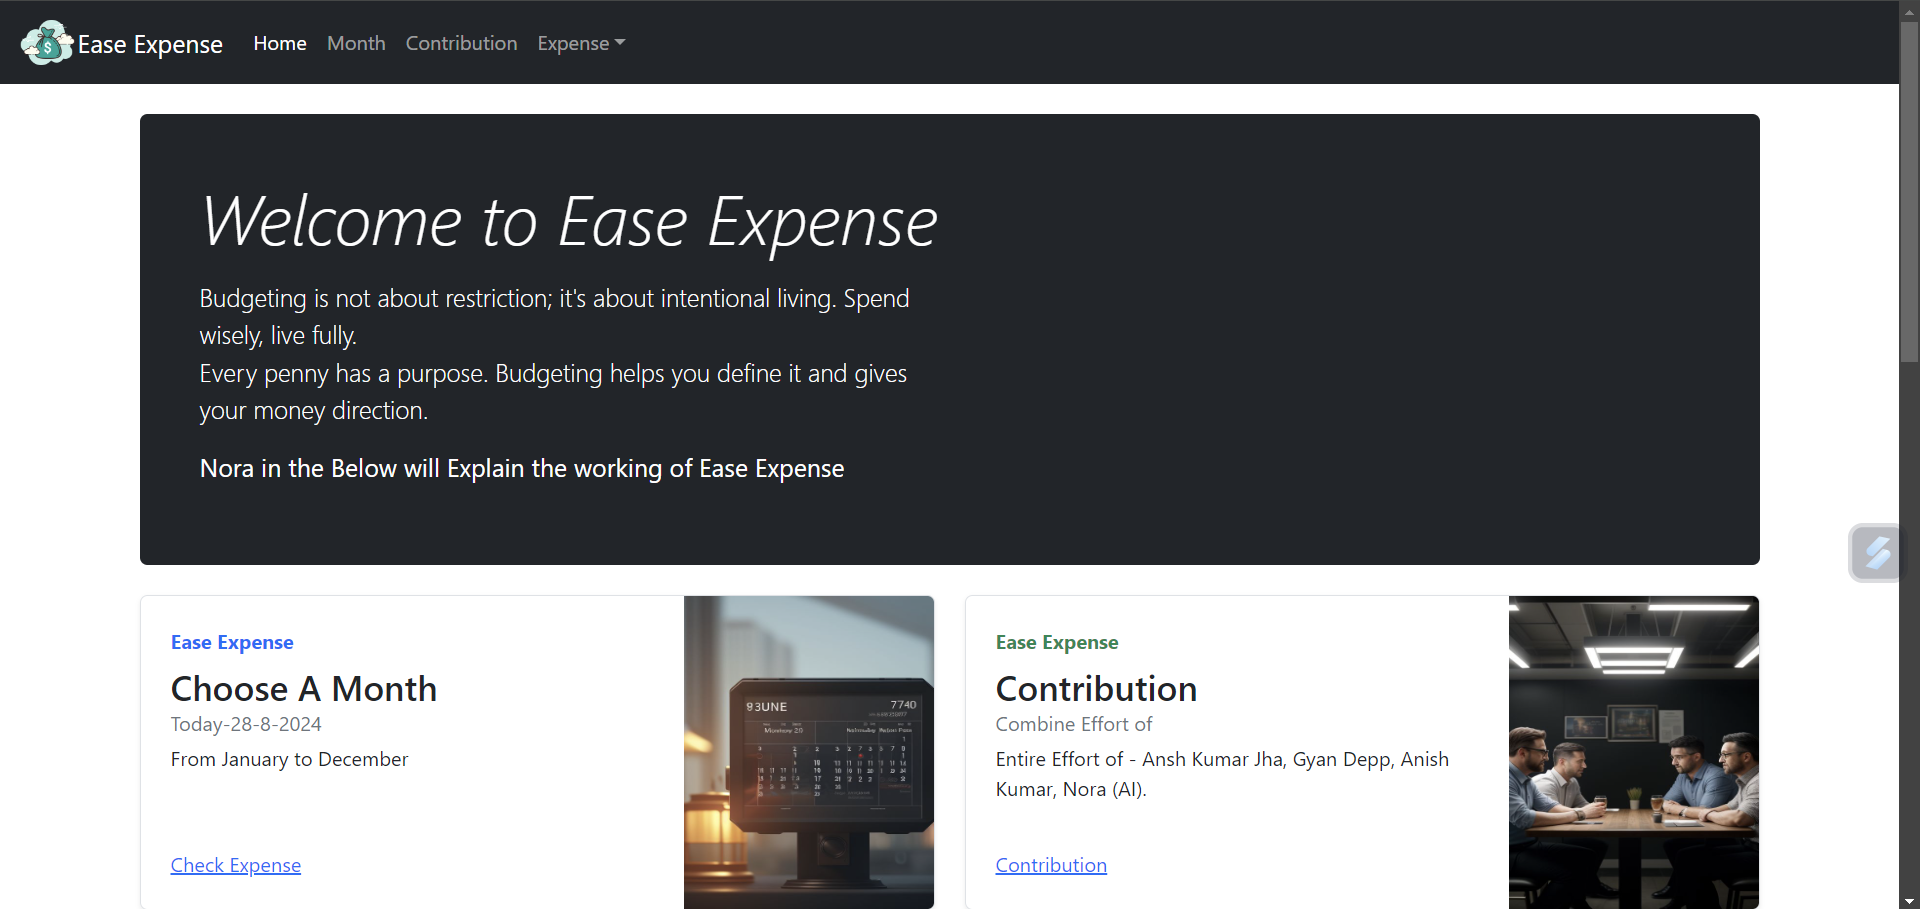 Ease Expense
Home
Month
Contribution
Expense
Welcome to Ease Expense
Budgeting is not about restriction; it's about intentional living. Spend
wisely, live fully.
Every penny has a purpose. Budgeting helps you define it and gives
your money direction.
Nora in the Below will Explain the working of Ease Expense
Ease Expense
Choose A Month
Today-28-8-2024
From January to December
Check Expense
93UNE
7740
Ease Expense
Contribution
Combine Effort of
Entire Effort of - Ansh Kumar Jha, Gyan Depp, Anish
Kumar, Nora (AI).
Contribution